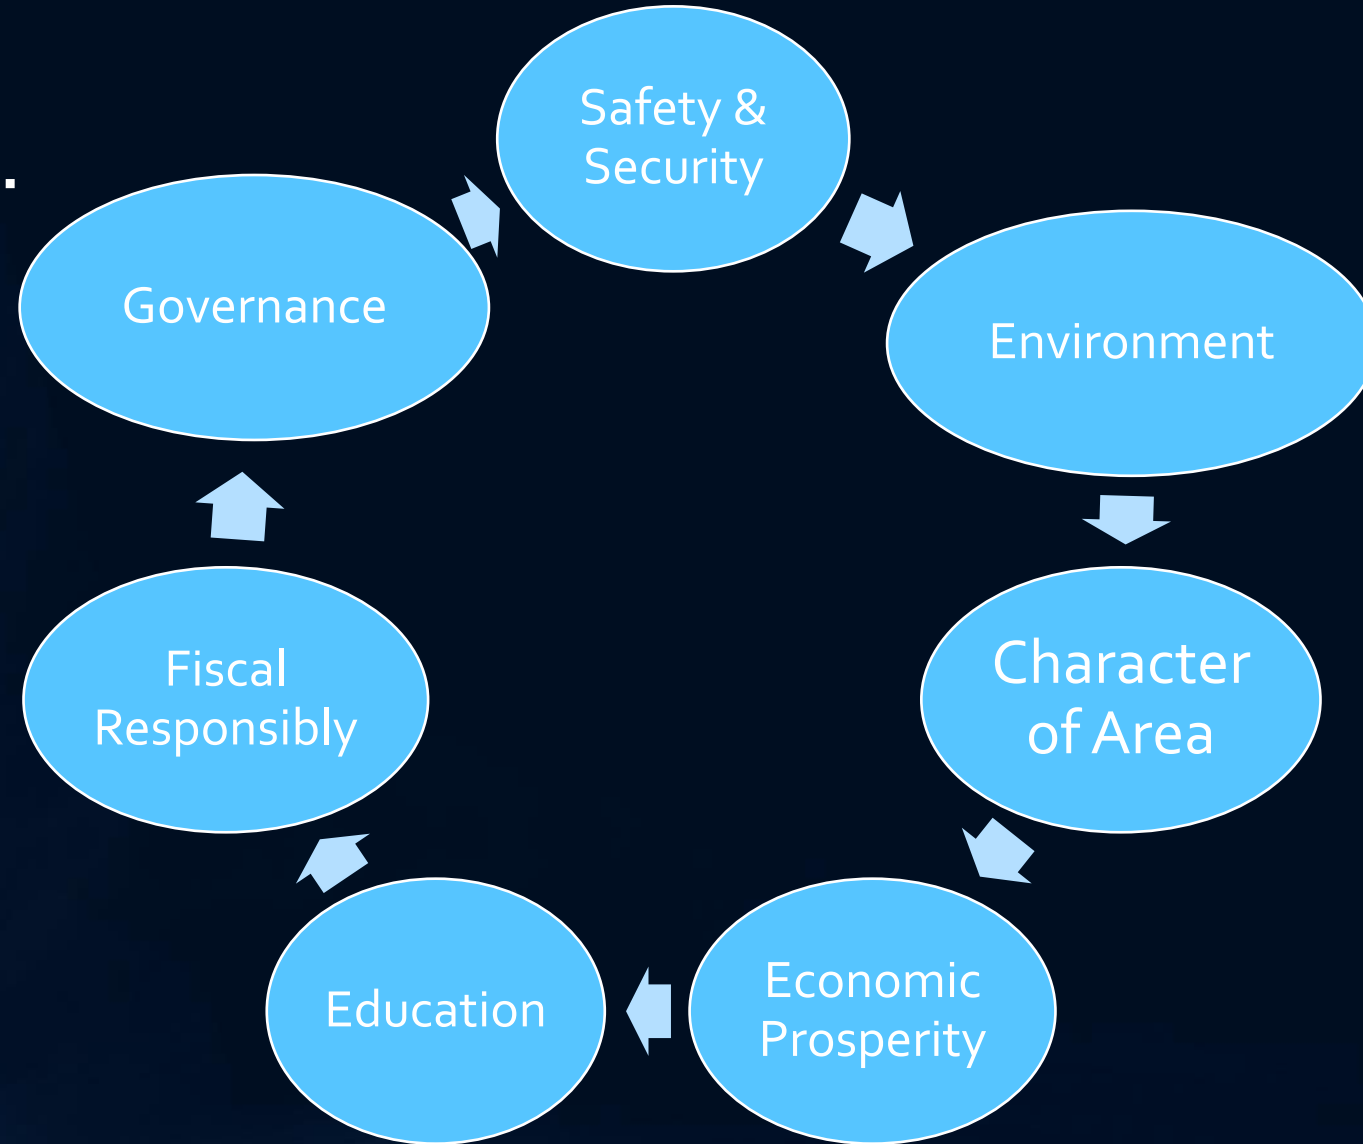 Safety &
Security
Environment
Character
of Area
Economic
Prosperity
Education
Fiscal
Responsibly
Governance